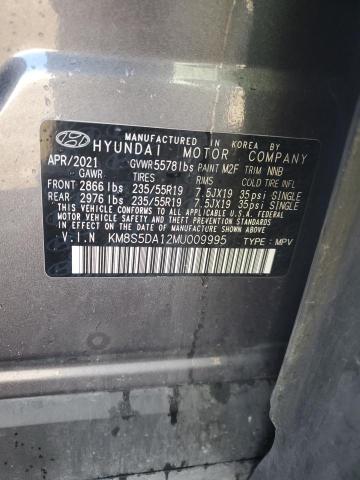 MANUFACTURED BY
HYUNDAI MOTOR COMPANY
APR/2021 GVWR 5578 lbs PAINT M2F TRIM NNB
GAWR TIRES RIMS COLD TIRE INFL
FRONT 2866 lbs 235/55R19 7.5JX19 35psi SINGLE
REAR 2976 lbs 235/55R19 7.5JX19 35psi SINGLE
THIS VEHICLE CONFORMS TO ALL APPLICABLE
U.S. FEDERAL MOTOR VEHICLE SAFETY,
BUMPER, AND THEFT PREVENTION STANDARDS
IN EFFECT ON THE DATE OF
MANUFACTURE SHOWN ABOVE.
V.I.N KM8S5DA12MU009995 TYPE: MPV